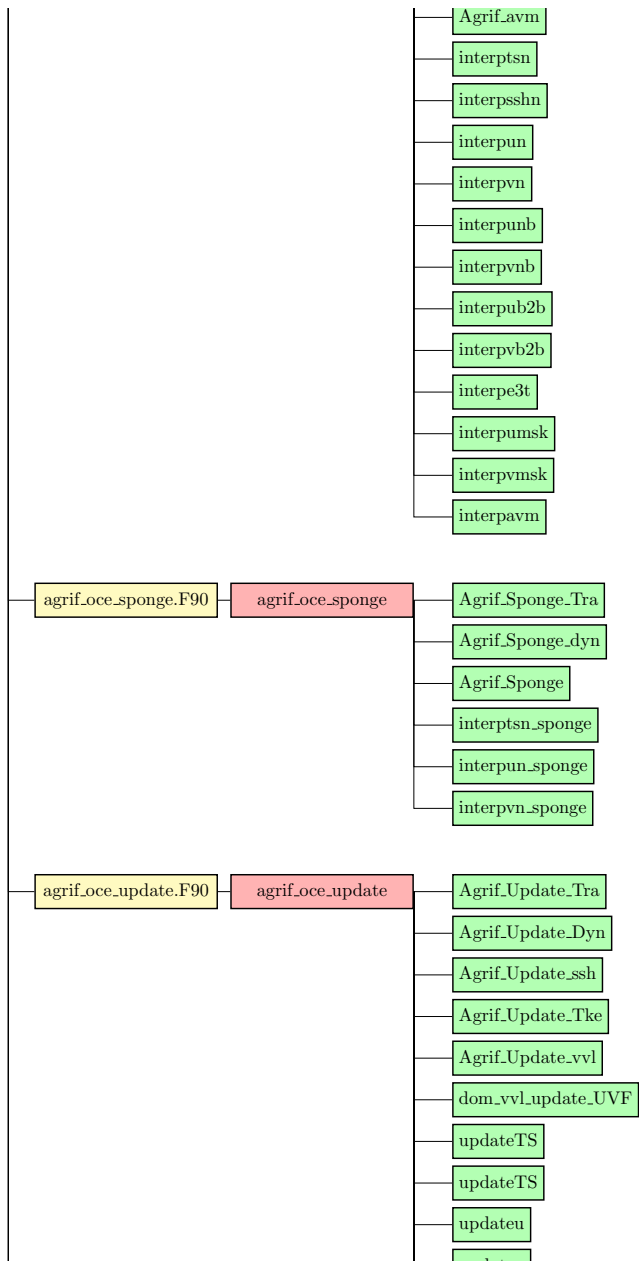 Agrif_avm
interptsn
interpsshn
interpun
interpvn
interpunb
interpvnb
interpub2b
interpvb2b
interpe3t
interpumsk
interpvmsk
interpavm
agrif_oce_sponge.F90 agrif_oce_sponge Agrif_Sponge_Tra
Agrif_Sponge_dyn
Agrif_Sponge
interptsn_sponge
interpun_sponge
interpvn_sponge
agrif_oce_update.F90 agrif_oce_update Agrif_Update_Tra
Agrif_Update_Dyn
Agrif_Update_ssh
Agrif_Update_Tke
Agrif_Update_vvl
dom_vvl_update_UVF
updateTS
updateTS
updateu